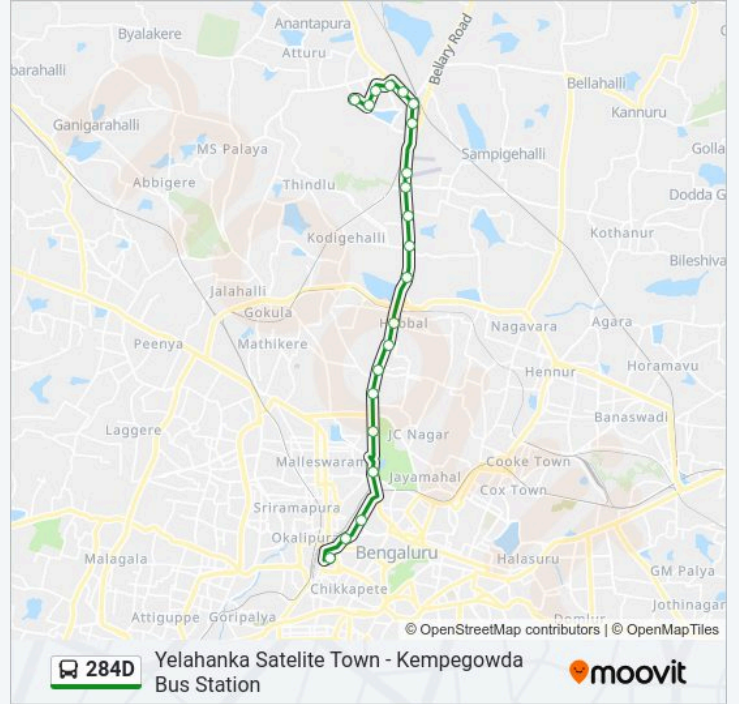 Byalakere
Anantapura
Atturu
barahalli
Bellary Road
Bellahalli
Kannuru
Ganigarahalli
MS Palaya
Sampigehalli
Golla
Abbigere
Thindlu
Dodda G
Kothanur
Kodigehalli
Bileshiva
Jalahalli
Gokula
Hebbal
Nagavara
Agara
Peenya
Mathikere
Hennur
Horamavu
Banaswadi
Laggere
JC Nagar
Malleswaram
Cooke Town
Jayamahal
Cox Town
Sriramapura
Okalipur
Bengaluru
Malagala
Halasuru
GM Palya
Chikkapete
Jothinagar
Attiguppe
Goripalya
© OpenStreetMap contributors | © OpenMapTiles
284D
Yelahanka Satelite Town - Kempegowda
Bus Station
moovit